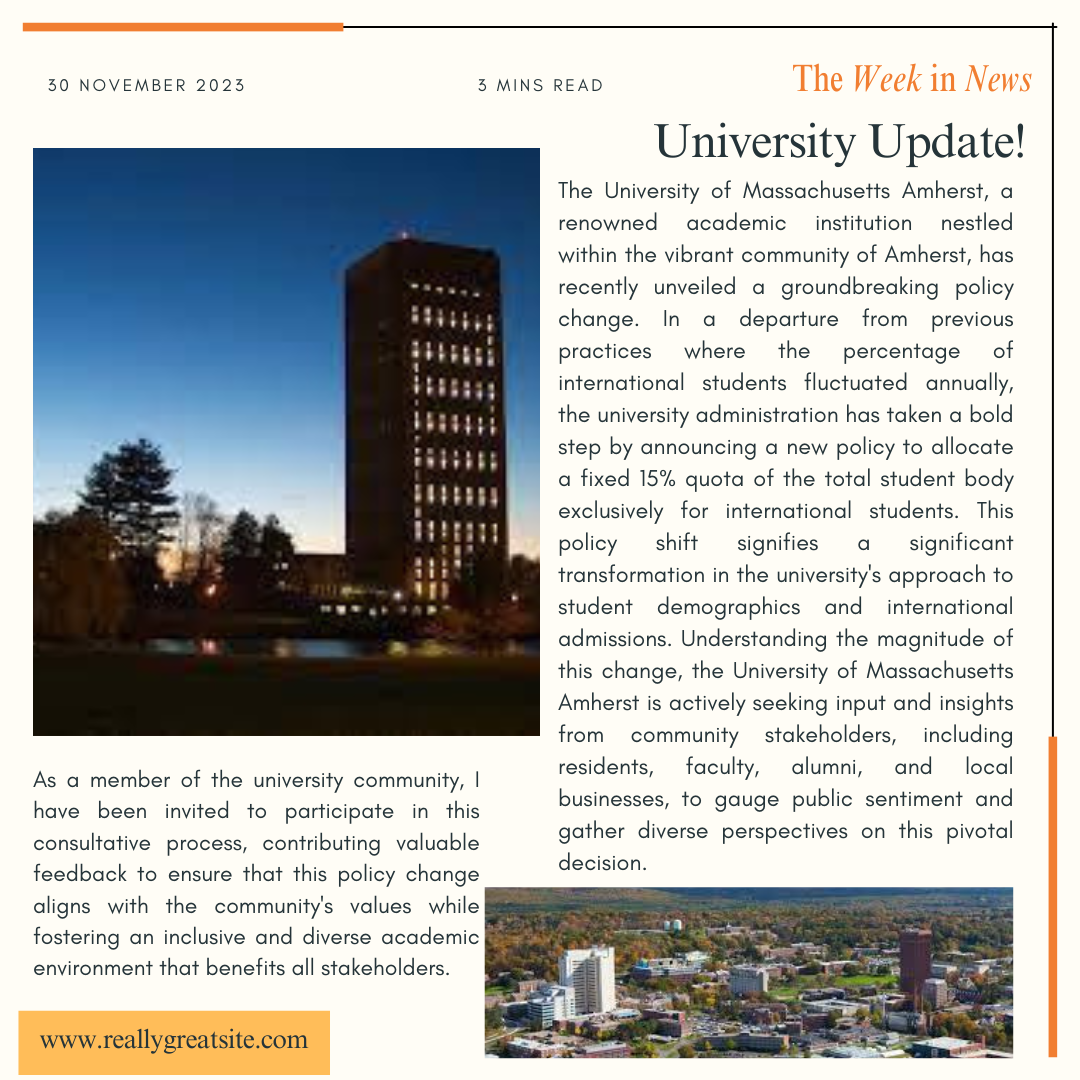 30 NOVEMBER 2023
3 MINS READ
The Week in News
University Update!
The University of Massachusetts Amherst, a
renowned academic institution nestled
within the vibrant community of Amherst, has
recently unveiled a groundbreaking policy
change. In a departure from previous
practices where the percentage of
international students fluctuated annually,
the university administration has taken a bold
step by announcing a new policy to allocate
a fixed 15% quota of the total student body
exclusively for international students. This
policy shift signifies a significant
transformation in the university's approach to
student demographics and international
admissions. Understanding the magnitude of
this change, the University of Massachusetts
Amherst is actively seeking input and insights
from community stakeholders, including
residents, faculty, alumni, and local
businesses, to gauge public sentiment and
gather diverse perspectives on this pivotal
decision.
As a member of the university community, I
have been invited to participate in this
consultative process, contributing valuable
feedback to ensure that this policy change
aligns with the community's values while
fostering an inclusive and diverse academic
environment that benefits all stakeholders.
www.reallygreatsite.com